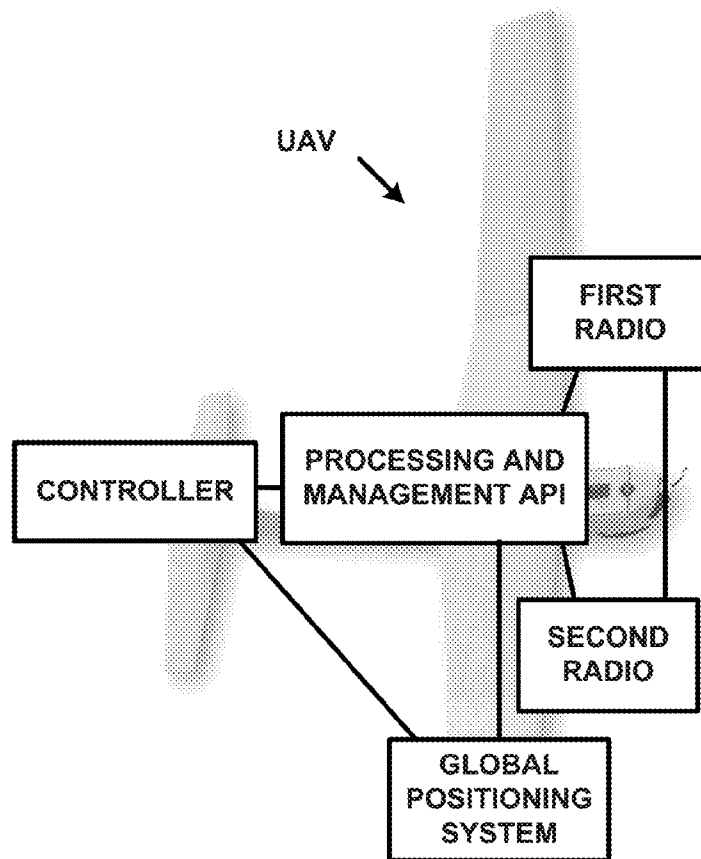 UAV
FIRST
RADIO
PROCESSING AND
MANAGEMENT API
CONTROLLER
SECOND
RADIO
GLOBAL
POSITIONING
SYSTEM